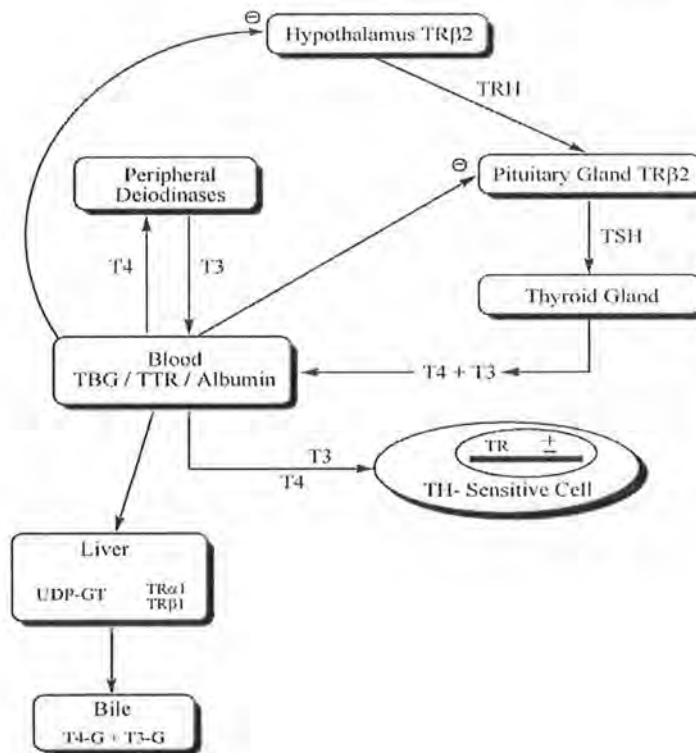 ⊖
Hypothalamus TRβ2
TRH
⊖
Peripheral
Deiodinases
Pituitary Gland TRβ2
TSH
T4
T3
Thyroid Gland
Blood
TBG / TTR / Albumin
T4 + T3
T3
T4
TR
±
TH- Sensitive Cell
Liver
UDP-GT
TRα1
TRβ1
Bile
T4-G + T3-G